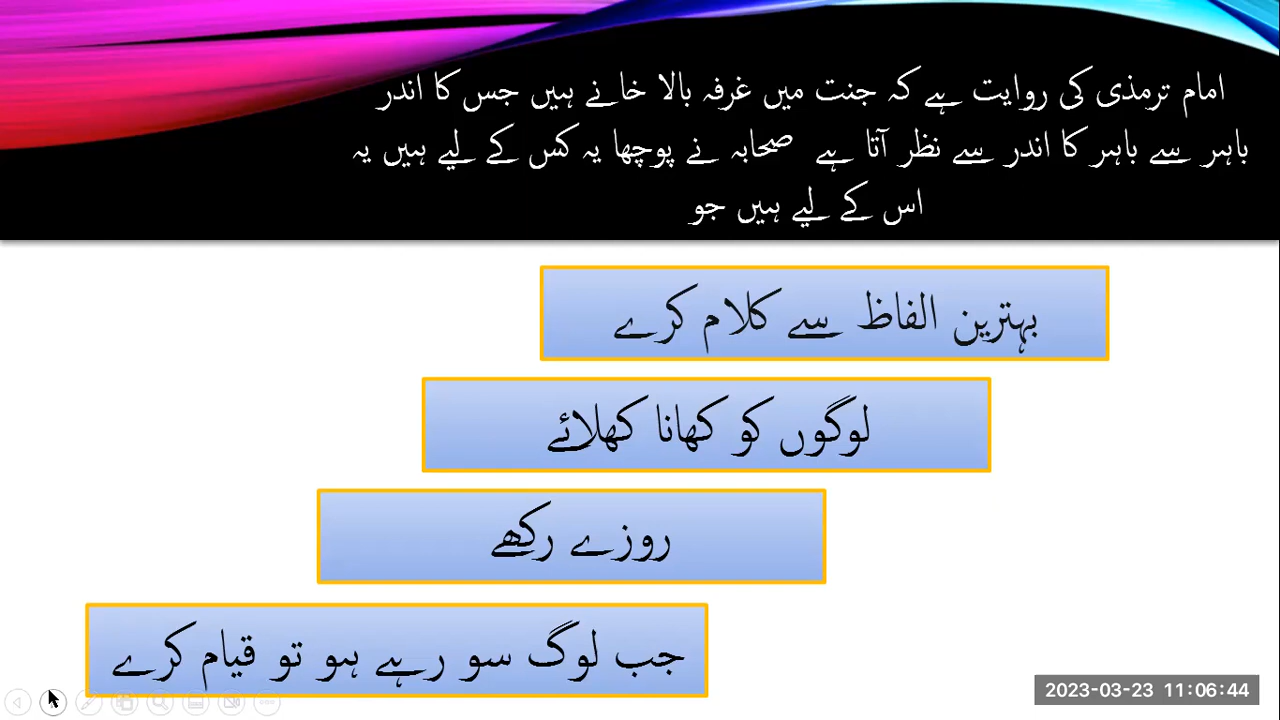 امام ترمذی کی روایت ہے کہ جنت میں غرفہ بالا خانے ہیں جس کا اندر
باہر سے باہر کا اندر سے نظر آتا ہے صحابہ نے پوچھا یہ کس کے لیے ہیں یہ
اس کے لیے ہیں جو
بہترین الفاظ سے کلام کرے
لوگوں کو کھانا کھلائے
روزے رکھے
جب لوگ سو رہے ہو تو قیام کرے
2023-03-23 11:06:44